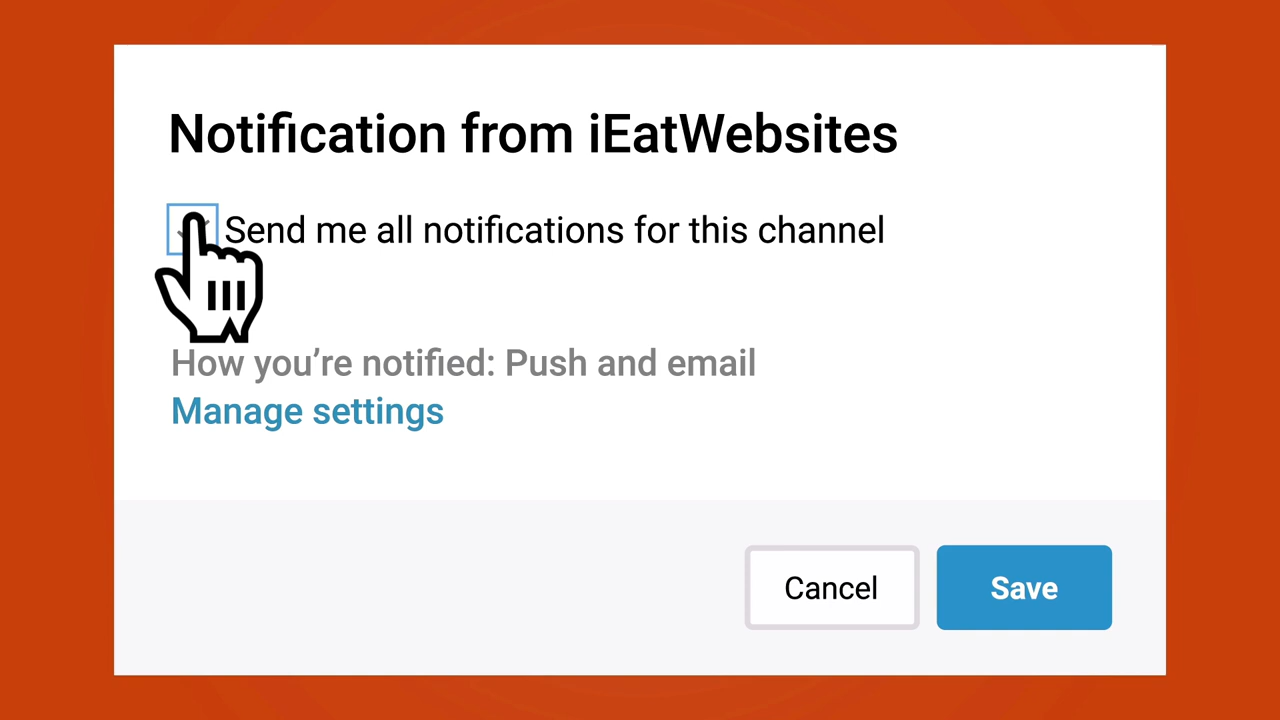 Notification from iEatWebsites
Send me all notifications for this channel
How you’re notified: Push and email
Manage settings
Cancel
Save